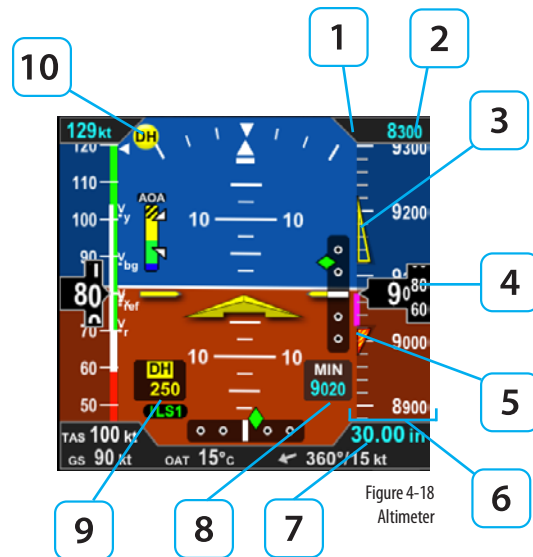 1
2
10
129 kt
DH
8300
3
120
9300
110
AOA
9200
100
Vy
10
10
90
Vbg
4
80
80
ref
90
60
70
Vr
9000
60
10
10
DH
MIN
250
9020
5
50
ILS1
8900
TAS 100 kt
30.00 in
GS 90 kt
OAT 15°C
360°/15 kt
Figure 4-18
Altimeter
6
9
8
7